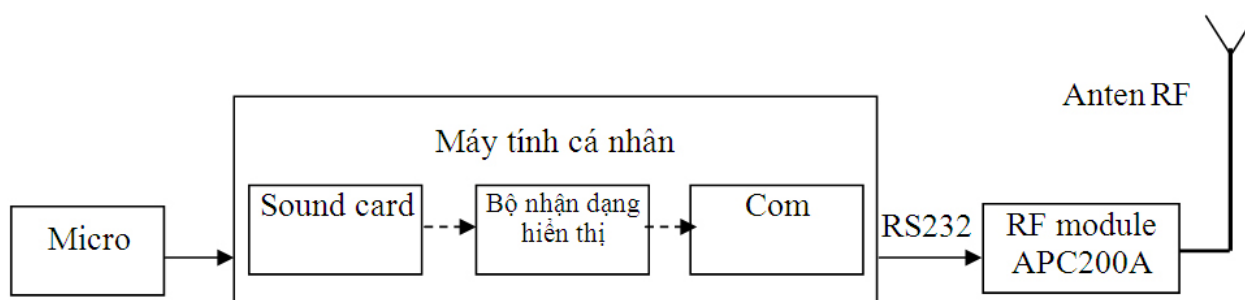 Anten RF
Máy tính cá nhân
Micro
Sound card
Bộ nhận dạng
hiển thị
Com
RS232
RF module
APC200A